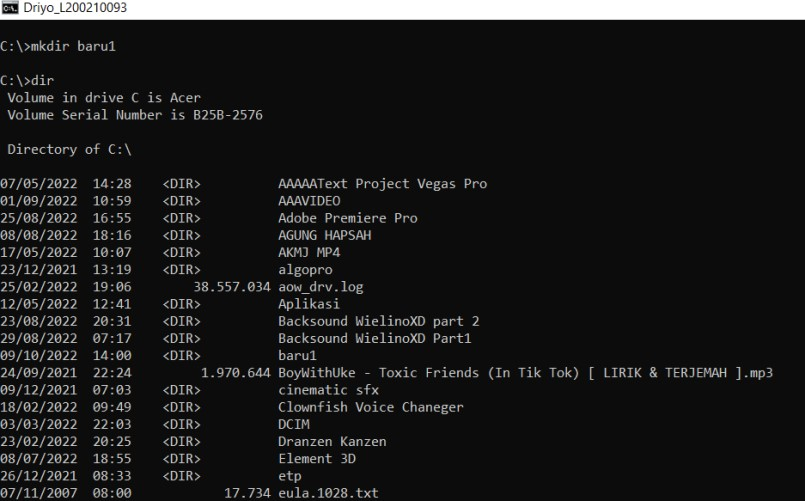 Driyo_L200210093
C:\>mkdir baru1
C:\>dir
 Volume in drive C is Acer
 Volume Serial Number is B25B-2576
 Directory of C:\
07/05/2022  14:28    <DIR>          AAAAAText Project Vegas Pro
01/09/2022  10:59    <DIR>          AAAVIDEO
25/08/2022  16:55    <DIR>          Adobe Premiere Pro
08/08/2022  18:16    <DIR>          AGUNG HAPSAH
17/05/2022  10:07    <DIR>          AKMJ MP4
23/12/2021  13:19    <DIR>          algopro
25/02/2022  19:06        38.557.034 aow_drv.log
12/05/2022  12:41    <DIR>          Aplikasi
23/08/2022  20:31    <DIR>          Backsound WielinoXD part 2
29/08/2022  07:17    <DIR>          Backsound WielinoXD Part1
09/10/2022  14:00    <DIR>          baru1
24/09/2021  22:24         1.970.644 BoyWithUke - Toxic Friends (In Tik Tok) [ LIRIK & TERJEMAH ].mp3
09/12/2021  07:03    <DIR>          cinematic sfx
18/02/2022  09:49    <DIR>          Clownfish Voice Chaneger
03/03/2022  22:03    <DIR>          DCIM
23/02/2022  20:25    <DIR>          Dranzen Kanzen
08/07/2022  18:55    <DIR>          Element 3D
26/12/2021  08:33    <DIR>          etp
07/11/2007  08:00            17.734 eula.1028.txt